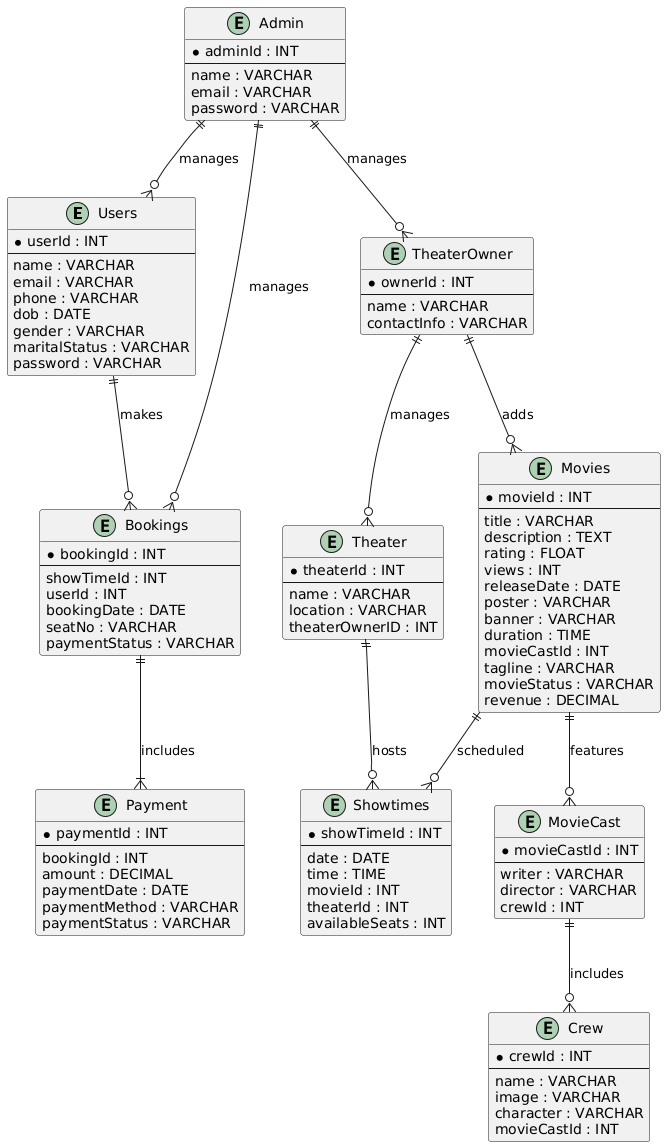 E Admin
* adminId : INT
name : VARCHAR
email : VARCHAR
password : VARCHAR
manages
manages
manages
E Users
* userId : INT
name : VARCHAR
email : VARCHAR
phone : VARCHAR
dob : DATE
gender : VARCHAR
maritalStatus : VARCHAR
password : VARCHAR
E TheaterOwner
* ownerId : INT
name : VARCHAR
contactInfo : VARCHAR
makes
manages
adds
E Bookings
* bookingId : INT
showTimeId : INT
userId : INT
bookingDate : DATE
seatNo : VARCHAR
paymentStatus : VARCHAR
E Theater
* theaterId : INT
name : VARCHAR
location : VARCHAR
theaterOwnerID : INT
E Movies
* movieId : INT
title : VARCHAR
description : TEXT
rating : FLOAT
views : INT
releaseDate : DATE
poster : VARCHAR
banner : VARCHAR
duration : TIME
movieCastId : INT
tagline : VARCHAR
movieStatus : VARCHAR
revenue : DECIMAL
includes
hosts
scheduled
features
E Payment
* paymentId : INT
bookingId : INT
amount : DECIMAL
paymentDate : DATE
paymentMethod : VARCHAR
paymentStatus : VARCHAR
E Showtimes
* showTimeId : INT
date : DATE
time : TIME
movieId : INT
theaterId : INT
availableSeats : INT
E MovieCast
* movieCastId : INT
writer : VARCHAR
director : VARCHAR
crewId : INT
includes
E Crew
* crewId : INT
name : VARCHAR
image : VARCHAR
character : VARCHAR
movieCastId : INT